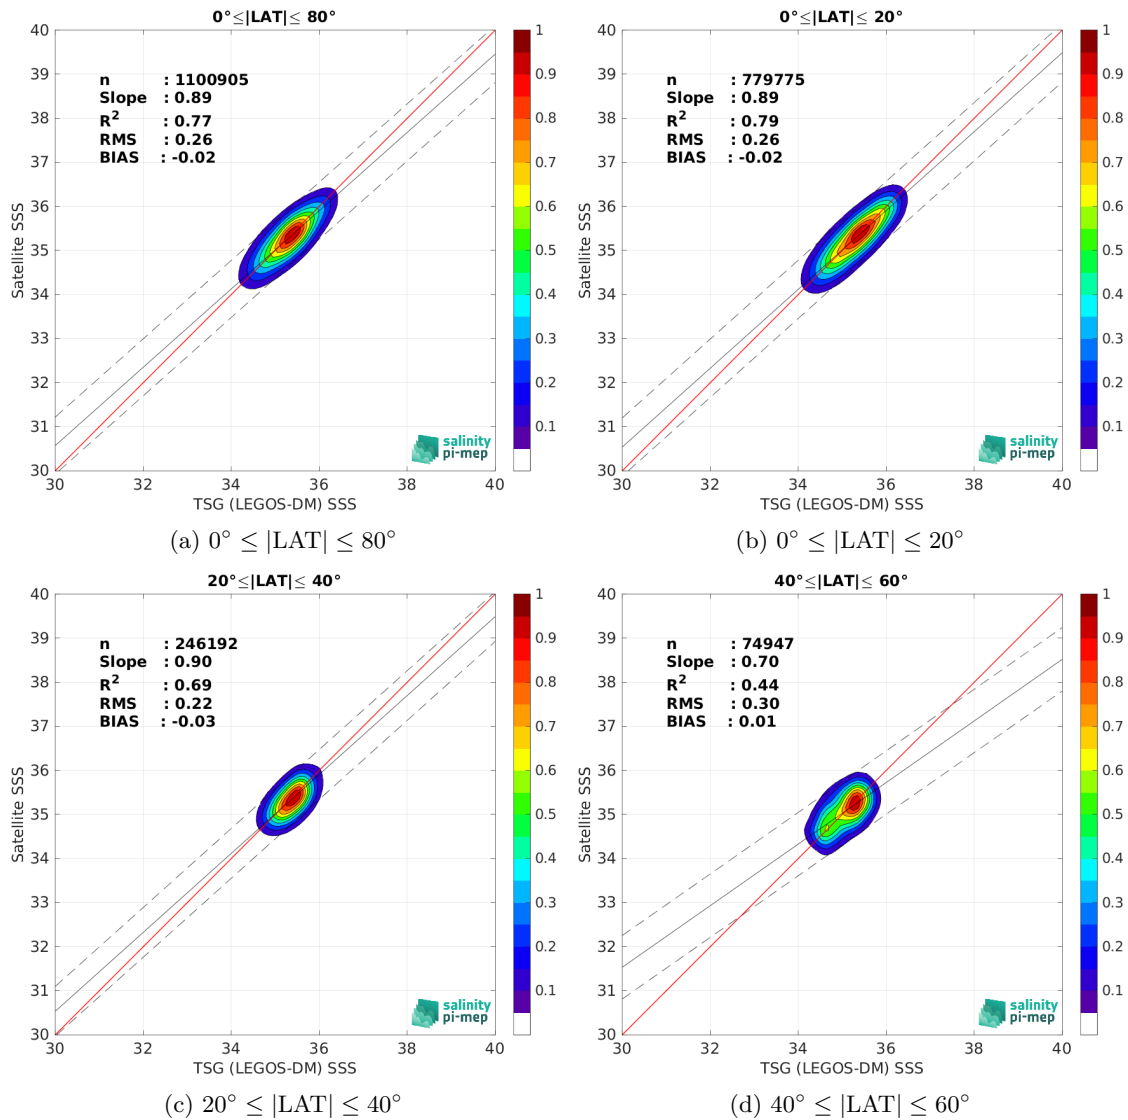 0°≤|LAT|≤ 80°
40
39
38
37
36
35
34
33
32
31
30
Satellite SSS
n : 1100905
Slope : 0.89
R² : 0.77
RMS : 0.26
BIAS : -0.02
salinity
pi-mep
30 32 34 36 38 40
TSG (LEGOS-DM) SSS
1
0.9
0.8
0.7
0.6
0.5
0.4
0.3
0.2
0.1
(a) 0° ≤ |LAT| ≤ 80°
0°≤|LAT|≤ 20°
40
39
38
37
36
35
34
33
32
31
30
Satellite SSS
n : 779775
Slope : 0.89
R² : 0.79
RMS : 0.26
BIAS : -0.02
salinity
pi-mep
30 32 34 36 38 40
TSG (LEGOS-DM) SSS
1
0.9
0.8
0.7
0.6
0.5
0.4
0.3
0.2
0.1
(b) 0° ≤ |LAT| ≤ 20°
20°≤|LAT|≤ 40°
40
39
38
37
36
35
34
33
32
31
30
Satellite SSS
n : 246192
Slope : 0.90
R² : 0.69
RMS : 0.22
BIAS : -0.03
salinity
pi-mep
30 32 34 36 38 40
TSG (LEGOS-DM) SSS
1
0.9
0.8
0.7
0.6
0.5
0.4
0.3
0.2
0.1
(c) 20° ≤ |LAT| ≤ 40°
40°≤|LAT|≤ 60°
40
39
38
37
36
35
34
33
32
31
30
Satellite SSS
n : 74947
Slope : 0.70
R² : 0.44
RMS : 0.30
BIAS : 0.01
salinity
pi-mep
30 32 34 36 38 40
TSG (LEGOS-DM) SSS
1
0.9
0.8
0.7
0.6
0.5
0.4
0.3
0.2
0.1
(d) 40° ≤ |LAT| ≤ 60°